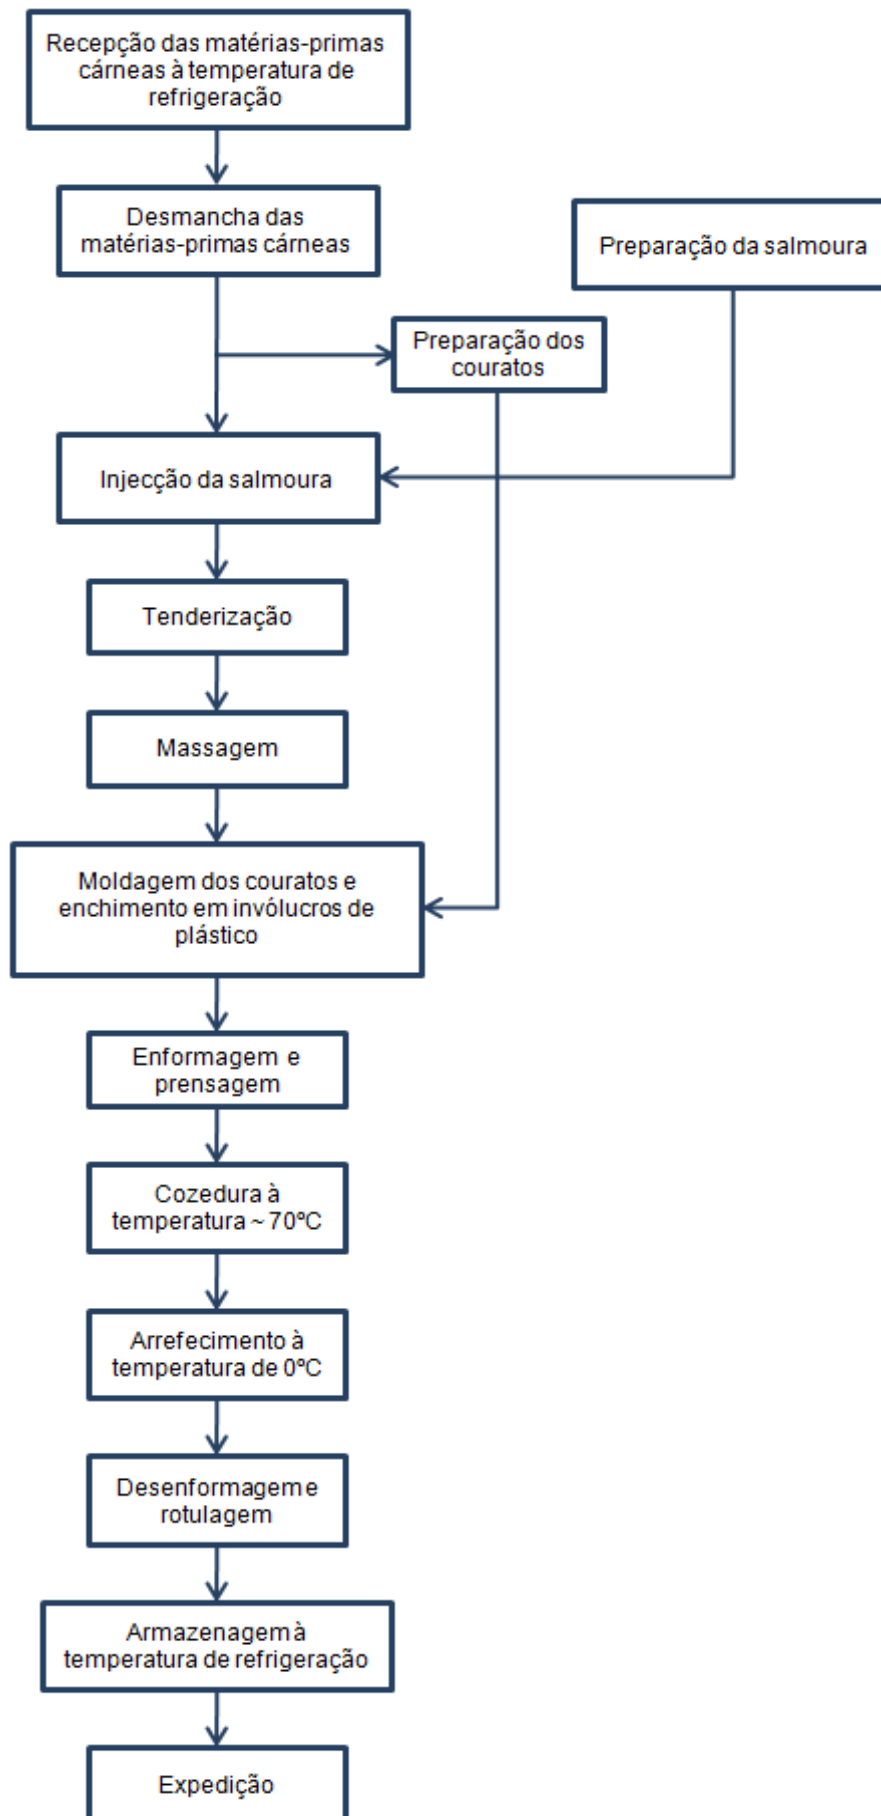 Recepção das matérias-primas
cárneas à temperatura de
refrigeração
Desmancha das
matérias-primas cárneas
Preparação da salmoura
Preparação dos
couratos
Injecção da salmoura
Tenderização
Massagem
Moldagem dos couratos e
enchimento em invólucros de
plástico
Enformagem e
prensagem
Cozedura à
temperatura ~ 70ºC
Arrefecimento à
temperatura de 0ºC
Desenformagem e
rotulagem
Armazenagem à
temperatura de refrigeração
Expedição